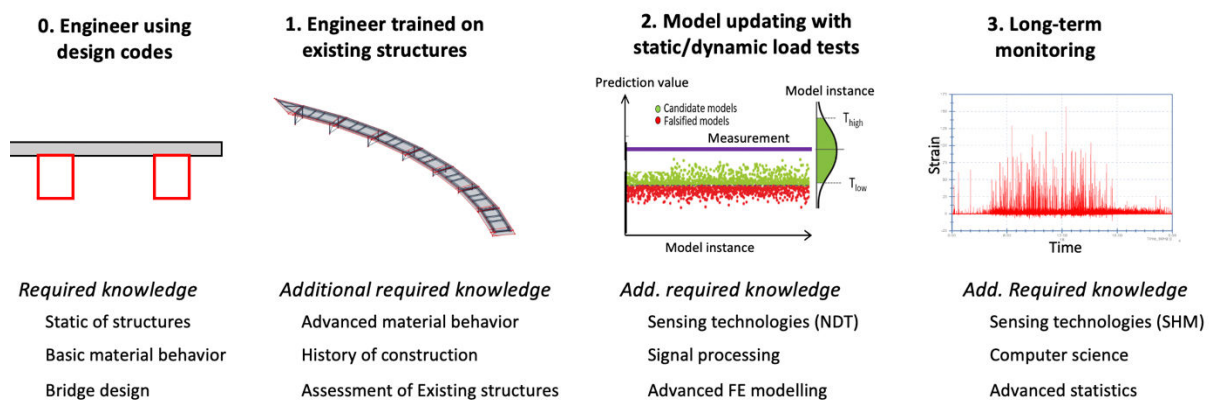 0. Engineer using
design codes
1. Engineer trained on
existing structures
2. Model updating with
static/dynamic load tests
3. Long-term
monitoring
Prediction value
Model instance
Candidate models
Falsified models
Measurement
T_high
T_low
Model instance
Strain
Time
Required knowledge
Static of structures
Basic material behavior
Bridge design
Additional required knowledge
Advanced material behavior
History of construction
Assessment of Existing structures
Add. required knowledge
Sensing technologies (NDT)
Signal processing
Advanced FE modelling
Add. Required knowledge
Sensing technologies (SHM)
Computer science
Advanced statistics